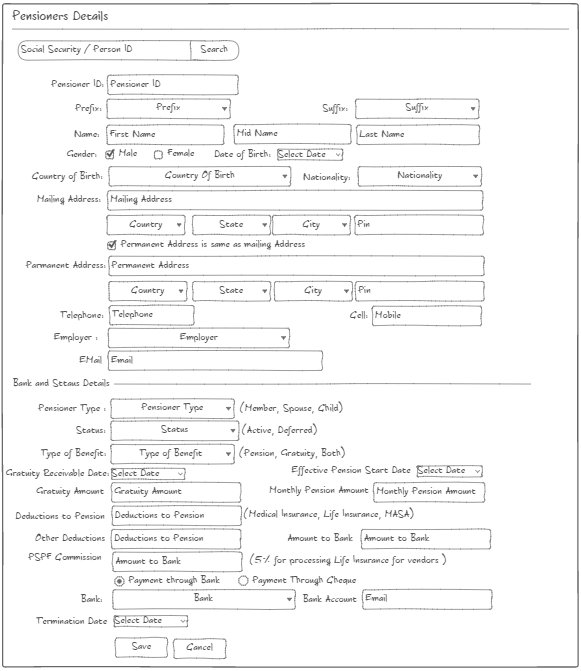 Pensioners Details
Social Security / Person ID Search
Pensioner ID: Pensioner ID
Prefix: Prefix Suffix: Suffix
Name: First Name Mid Name Last Name
Gender: Male Female Date of Birth: Select Date
Country of Birth: Country Of Birth Nationality: Nationality
Mailing Address: Mailing Address
Country State City Pin
Permanent Address is same as mailing Address
Parmanent Address: Permanent Address
Country State City Pin
Telephone: Telephone Cell: Mobile
Employer : Employer
EMail Email
Bank and Sttaus Details
Pensioner Type : Pensioner Type (Member, Spouse, Child)
Status: Status (Active, Deferred)
Type of Benefit: Type of Benefit (Pension, Gratuity, Both)
Gratuity Receivable Date: Select Date Effective Pension Start Date Select Date
Gratuity Amount Gratuity Amount Monthly Pension Amount Monthly Pension Amount
Deductions to Pension Deductions to Pension (Medical Insurance, Life Insurance, MASA)
Other Deductions Deductions to Pension Amount to Bank Amount to Bank
PSPF Commission Amount to Bank (5% for processing Life Insurance for vendors )
Payment through Bank Payment Through Cheque
Bank: Bank Bank Account Email
Termination Date Select Date
Save Cancel